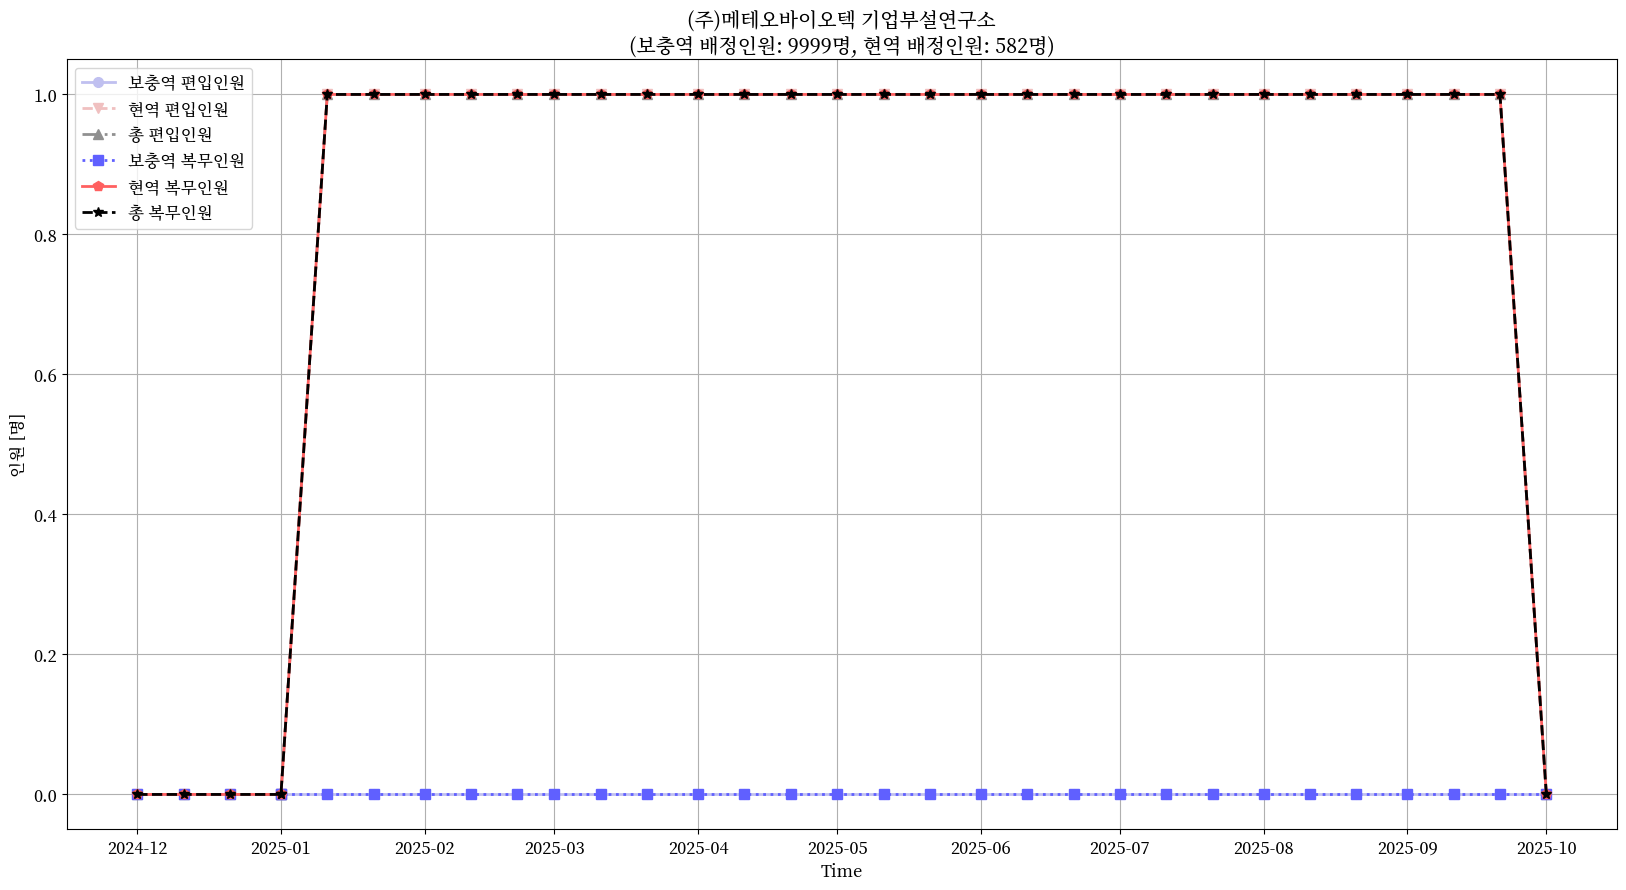 (주)메테오바이오텍 기업부설연구소
(보충역 배정인원: 9999명, 현역 배정인원: 582명)
보충역 편입인원
현역 편입인원
총 편입인원
보충역 복무인원
현역 복무인원
총 복무인원
인원 [명]
1.0
0.8
0.6
0.4
0.2
0.0
2024-12 2025-01 2025-02 2025-03 2025-04 2025-05 2025-06 2025-07 2025-08 2025-09 2025-10
Time